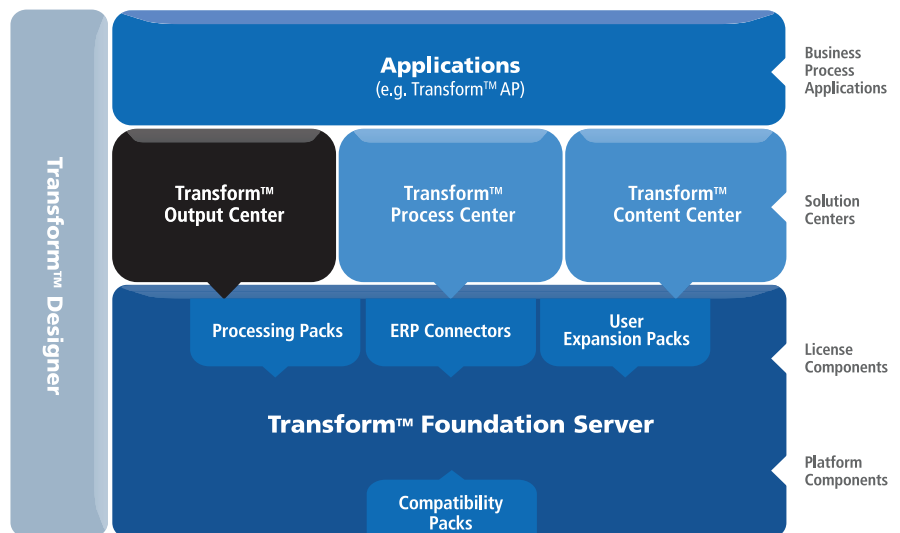 Transform™ Designer
Applications
(e.g. Transform™ AP)
Business
Process
Applications
Transform™
Output Center
Transform™
Process Center
Transform™
Content Center
Solution
Centers
Processing Packs
ERP Connectors
User
Expansion Packs
License
Components
Transform™ Foundation Server
Platform
Components
Compatibility
Packs